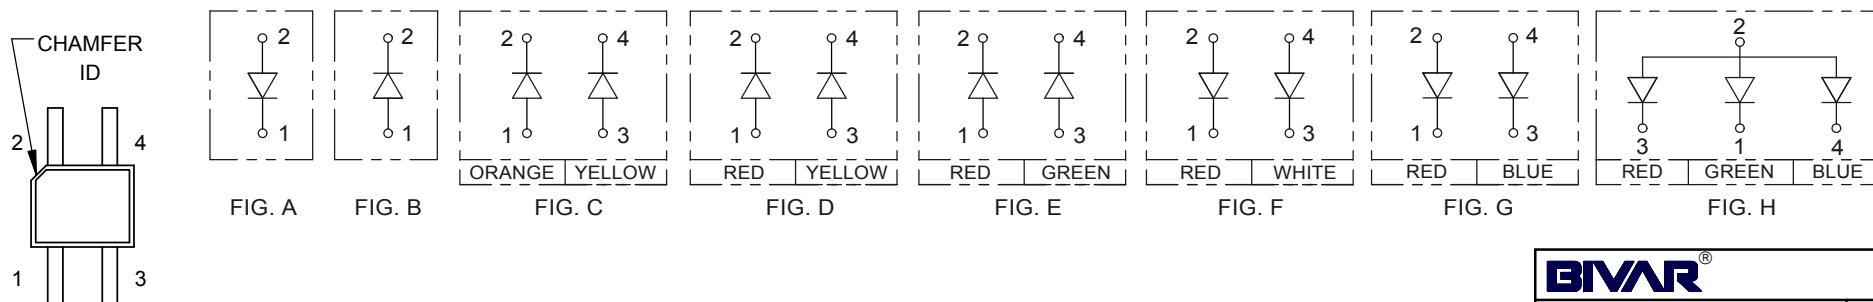 CHAMFER
ID
2 4
1 3
2
1
FIG. A
2
1
FIG. B
2 4
1 3
ORANGE YELLOW
FIG. C
2 4
1 3
RED YELLOW
FIG. D
2 4
1 3
RED GREEN
FIG. E
2 4
1 3
RED WHITE
FIG. F
2 4
1 3
RED BLUE
FIG. G
2
3 1 4
RED GREEN BLUE
FIG. H
BIVAR®